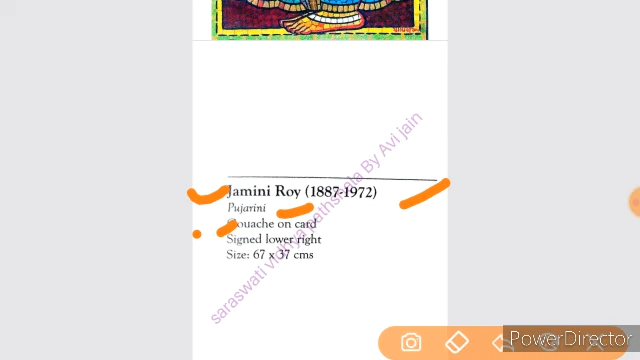 Jamini Roy (1887-1972)
Pujarini
Gouache on card
Signed lower right
Size: 67 x 37 cms
saraswati vidhya pathshala By Avi jain
PowerDirector